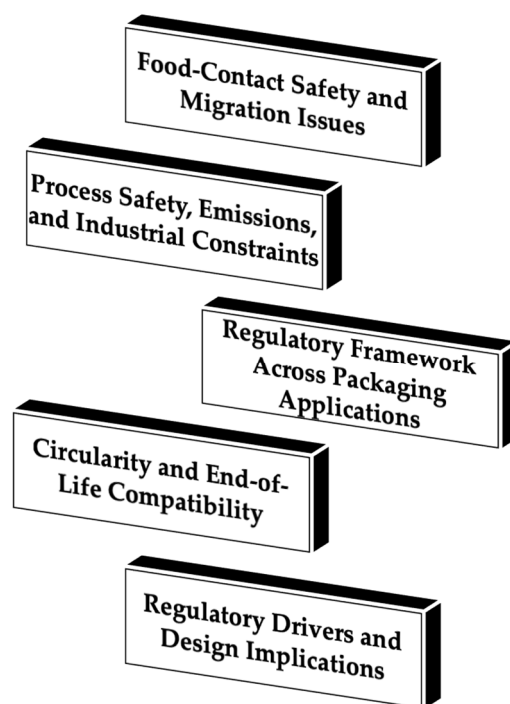 Food-Contact Safety and
Migration Issues
Process Safety, Emissions,
and Industrial Constraints
Regulatory Framework
Across Packaging
Applications
Circularity and End-of-
Life Compatibility
Regulatory Drivers and
Design Implications